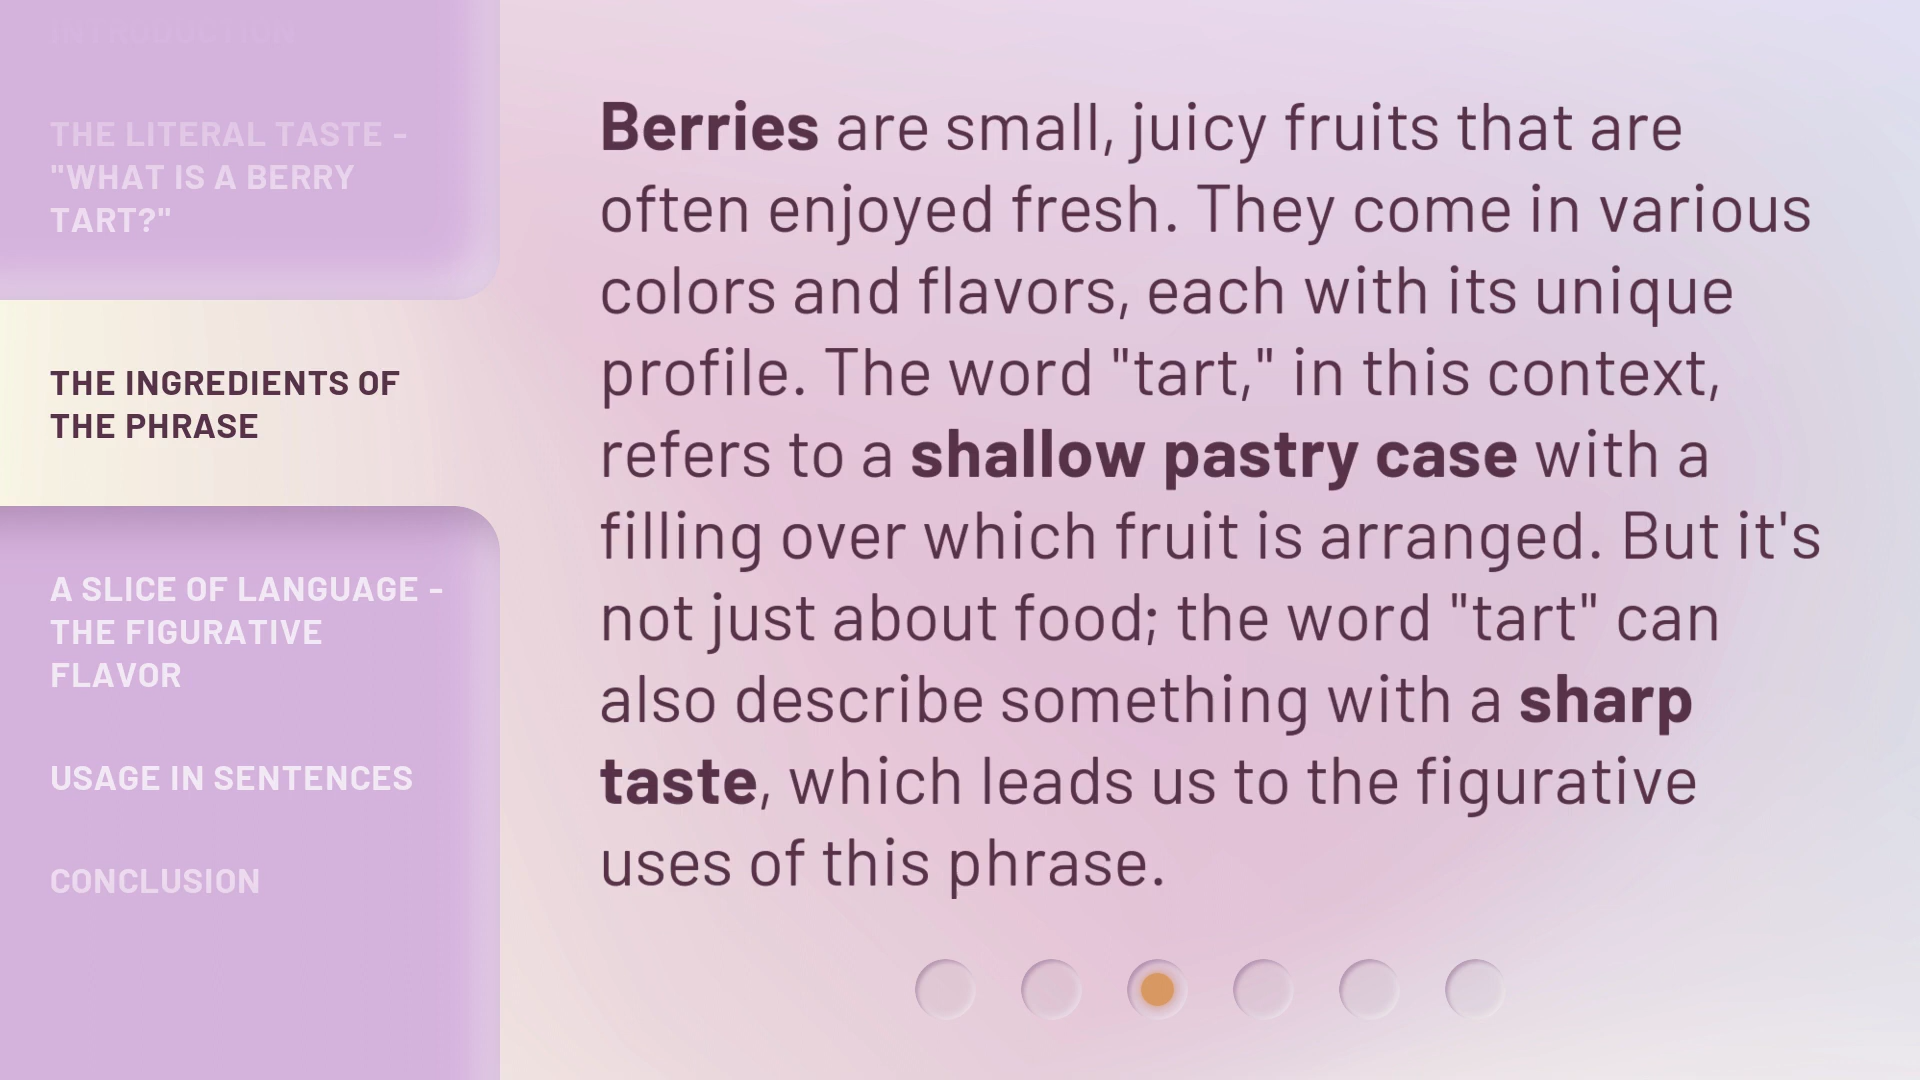 INTRODUCTION
THE LITERAL TASTE -
"WHAT IS A BERRY
TART?"
THE INGREDIENTS OF
THE PHRASE
A SLICE OF LANGUAGE -
THE FIGURATIVE
FLAVOR
USAGE IN SENTENCES
CONCLUSION
Berries are small, juicy fruits that are
often enjoyed fresh. They come in various
colors and flavors, each with its unique
profile. The word "tart," in this context,
refers to a shallow pastry case with a
filling over which fruit is arranged. But it's
not just about food; the word "tart" can
also describe something with a sharp
taste, which leads us to the figurative
uses of this phrase.